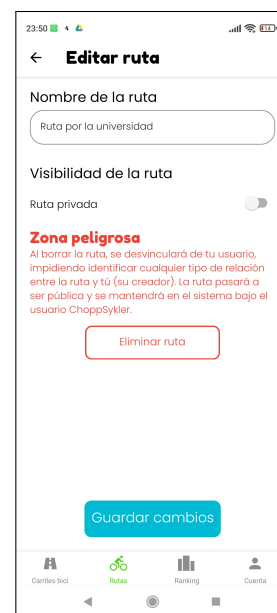 23:50
Editar ruta
Nombre de la ruta
Ruta por la universidad
Visibilidad de la ruta
Ruta privada
Zona peligrosa
Al borrar la ruta, se desvinculará de tu usuario,
impidiendo identificar cualquier tipo de relación
entre la ruta y tú (su creador). La ruta pasará a
ser pública y se mantendrá en el sistema bajo el
usuario ChoppSykler.
Eliminar ruta
Guardar cambios
Carriles bici
Rutas
Ranking
Cuenta